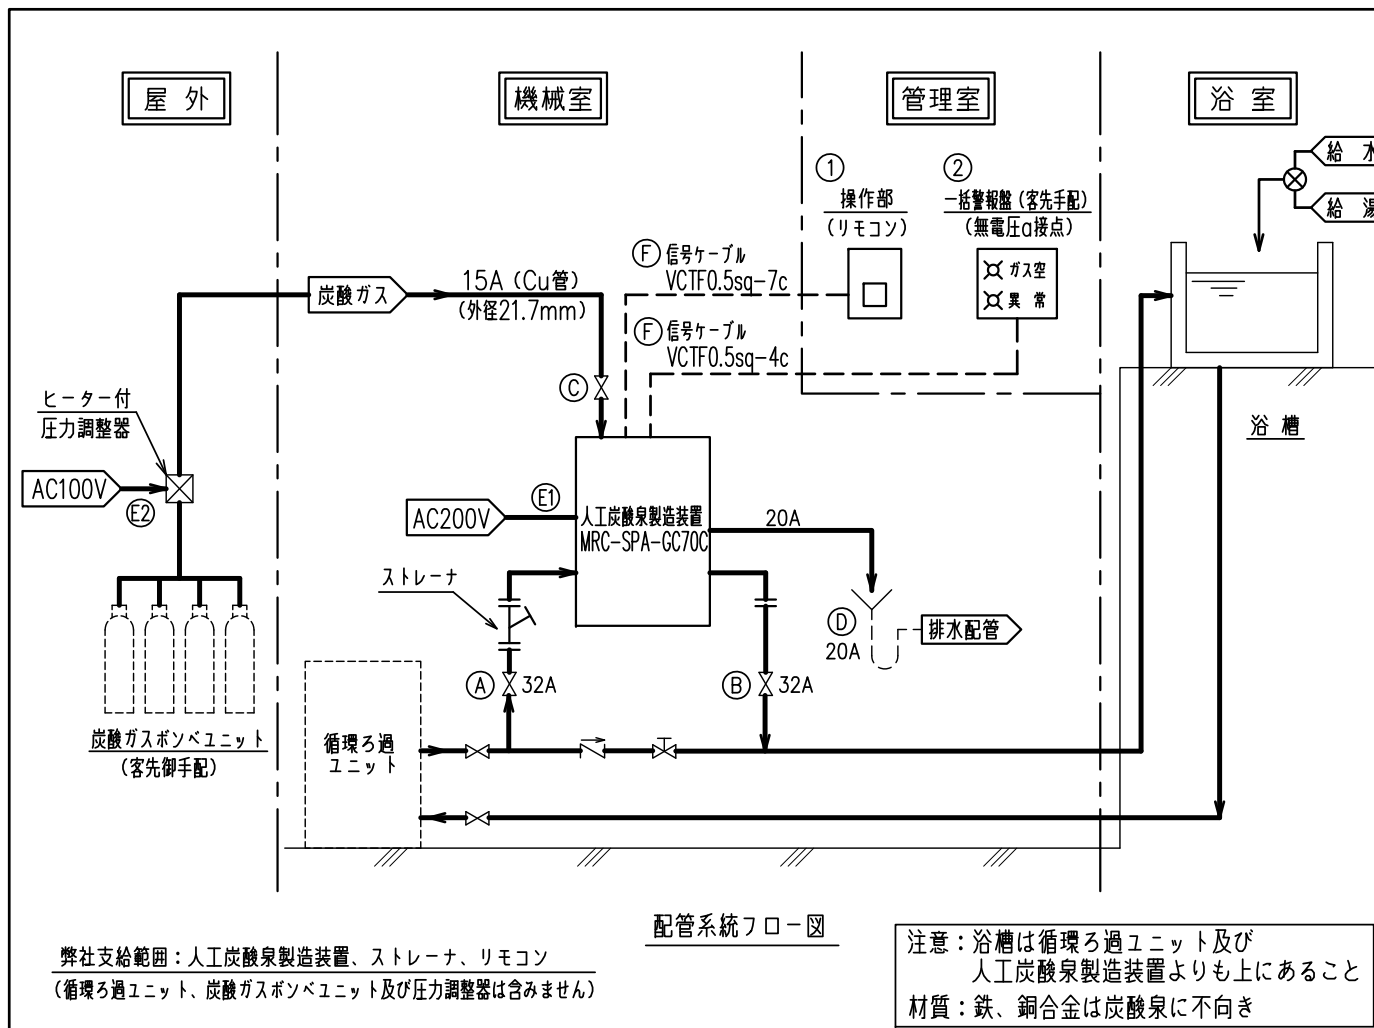 屋 外
機械室
管理室
浴 室
給 水
給 湯
①
操作部
(リモコン)
②
一括警報盤(客先手配)
(無電圧a接点)
ガス空
異 常
Ⓕ 信号ケーブル
VCTF0.5sq-7c
Ⓕ 信号ケーブル
VCTF0.5sq-4c
炭酸ガス
15A (Cu管)
(外径21.7mm)
Ⓒ
ヒーター付
圧力調整器
AC100V
E2
AC200V
E1
人工炭酸泉製造装置
MRC-SPA-GC70C
20A
ストレーナ
Ⓓ
20A
排水配管
Ⓐ 32A
Ⓑ 32A
浴 槽
炭酸ガスボンベユニット
(客先御手配)
循環ろ過
ユニット
配管系統フロー図
弊社支給範囲:人工炭酸泉製造装置、ストレーナ、リモコン
(循環ろ過ユニット、炭酸ガスボンベユニット及び圧力調整器は含みません)
注意:浴槽は循環ろ過ユニット及び
人工炭酸泉製造装置よりも上にあること
材質:鉄、銅合金は炭酸泉に不向き